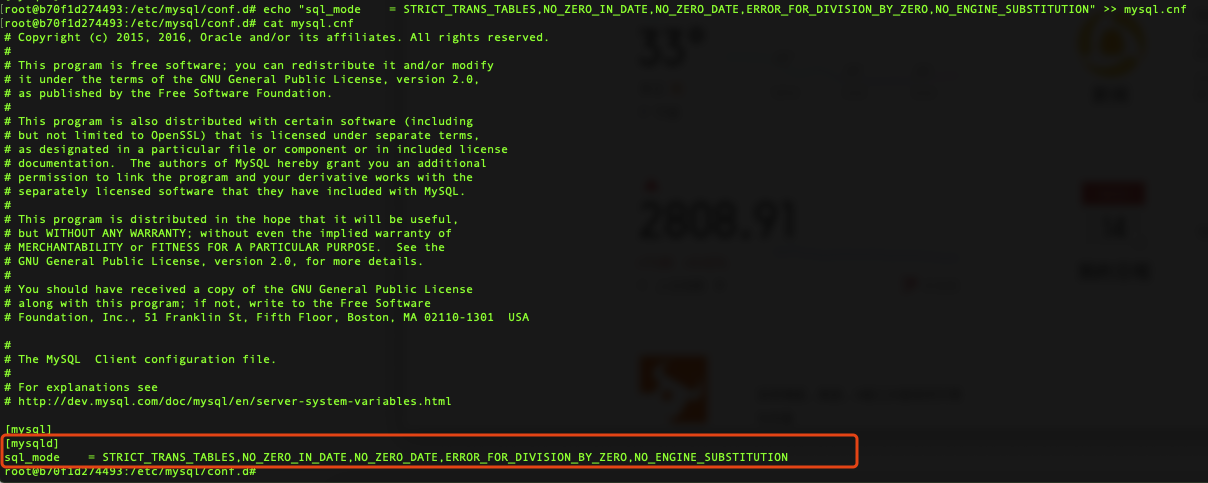 [root@b70f1d274493:/etc/mysql/conf.d# echo "sql_mode    = STRICT_TRANS_TABLES,NO_ZERO_IN_DATE,NO_ZERO_DATE,ERROR_FOR_DIVISION_BY_ZERO,NO_ENGINE_SUBSTITUTION" >> mysql.cnf
[root@b70f1d274493:/etc/mysql/conf.d# cat mysql.cnf
# Copyright (c) 2015, 2016, Oracle and/or its affiliates. All rights reserved.
#
# This program is free software; you can redistribute it and/or modify
# it under the terms of the GNU General Public License, version 2.0,
# as published by the Free Software Foundation.
#
# This program is also distributed with certain software (including
# but not limited to OpenSSL) that is licensed under separate terms,
# as designated in a particular file or component or in included license
# documentation.  The authors of MySQL hereby grant you an additional
# permission to link the program and your derivative works with the
# separately licensed software that they have included with MySQL.
#
# This program is distributed in the hope that it will be useful,
# but WITHOUT ANY WARRANTY; without even the implied warranty of
# MERCHANTABILITY or FITNESS FOR A PARTICULAR PURPOSE.  See the
# GNU General Public License, version 2.0, for more details.
#
# You should have received a copy of the GNU General Public License
# along with this program; if not, write to the Free Software
# Foundation, Inc., 51 Franklin St, Fifth Floor, Boston, MA 02110-1301  USA
#
# The MySQL  Client configuration file.
#
# For explanations see
# http://dev.mysql.com/doc/mysql/en/server-system-variables.html
[mysql]
[mysqld]
sql_mode    = STRICT_TRANS_TABLES,NO_ZERO_IN_DATE,NO_ZERO_DATE,ERROR_FOR_DIVISION_BY_ZERO,NO_ENGINE_SUBSTITUTION
root@b70f1d274493:/etc/mysql/conf.d#
33°
2808.91